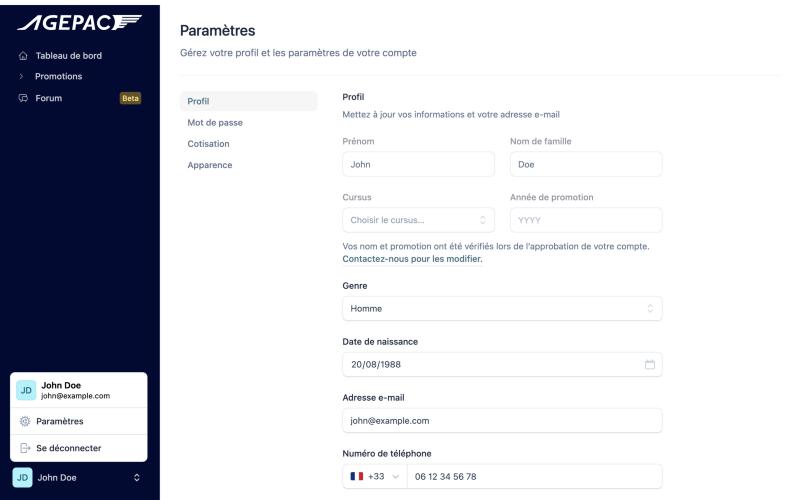 AGEPAC
Tableau de bord
Promotions
Forum Beta
John Doe
john@example.com
Paramètres
Se déconnecter
JD
JD John Doe
Paramètres
Gérez votre profil et les paramètres de votre compte
Profil
Mot de passe
Cotisation
Apparence
Profil
Mettez à jour vos informations et votre adresse e-mail
Prénom Nom de famille
John Doe
Cursus Année de promotion
Choisir le cursus... YYYY
Vos nom et promotion ont été vérifiés lors de l'approbation de votre compte.
Contactez-nous pour les modifier.
Genre
Homme
Date de naissance
20/08/1988
Adresse e-mail
john@example.com
Numéro de téléphone
+33 06 12 34 56 78